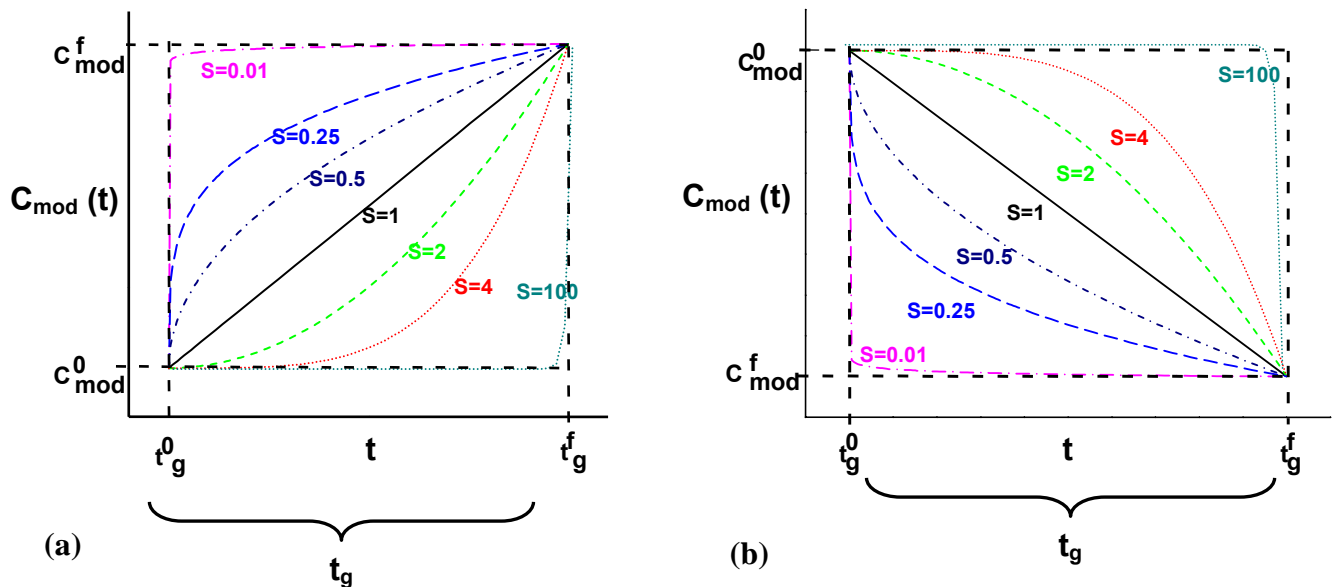 C^f_mod
S=0.01
S=0.25
S=0.5
C_mod (t)
S=1
S=2
S=4
S=100
C^0_mod
t^0_g
t
t^f_g
(a)
t_g
C^0_mod
S=100
S=4
S=2
C_mod (t)
S=1
S=0.5
S=0.25
S=0.01
C^f_mod
t^0_g
t
t^f_g
(b)
t_g